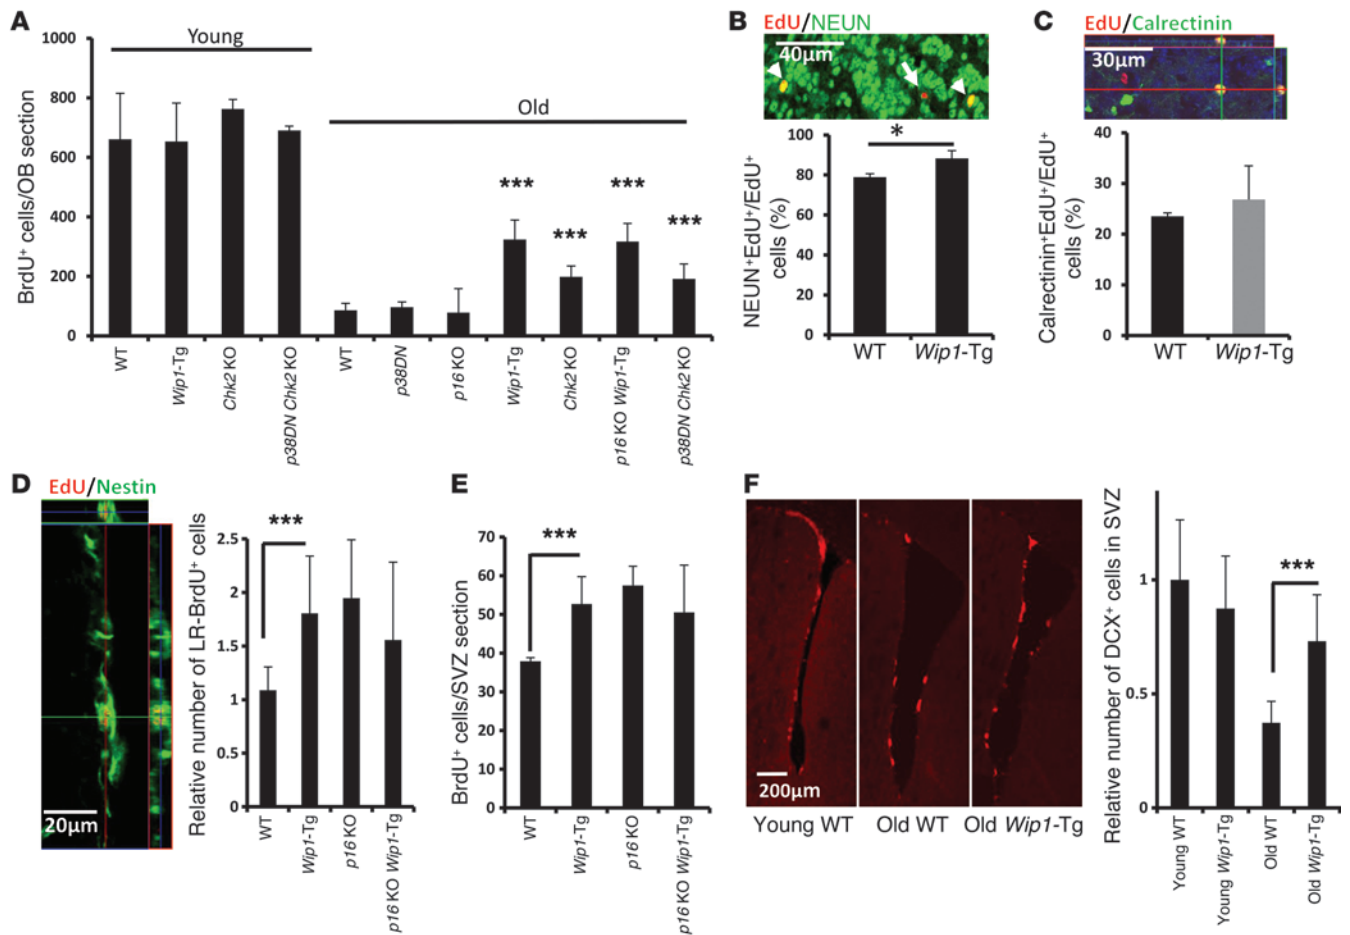 A
Young
Old
BrdU⁺ cells/OB section
1000
800
600
400
200
0
***
***
***
***
WT
Wip1-Tg
Chk2 KO
p38DN Chk2 KO
WT
p38DN
p16 KO
Wip1-Tg
Chk2 KO
p16 KO Wip1-Tg
p38DN Chk2 KO
B
EdU/NEUN
40µm
NEUN⁺EdU⁺/EdU⁺
cells (%)
100
80
60
40
20
0
*
WT
Wip1-Tg
C
EdU/Calrectinin
30µm
Calrectinin⁺EdU⁺/EdU⁺
cells (%)
40
30
20
10
0
WT
Wip1-Tg
D
EdU/Nestin
20µm
Relative number of LR-BrdU⁺ cells
2.5
2
1.5
1
0.5
0
***
WT
Wip1-Tg
p16 KO
p16 KO Wip1-Tg
E
BrdU⁺ cells/SVZ section
70
60
50
40
30
20
10
0
***
WT
Wip1-Tg
p16 KO
p16 KO Wip1-Tg
F
200µm
Young WT
Old WT
Old Wip1-Tg
Relative number of DCX⁺ cells in SVZ
1
0.5
0
***
Young WT
Young Wip1-Tg
Old WT
Old Wip1-Tg